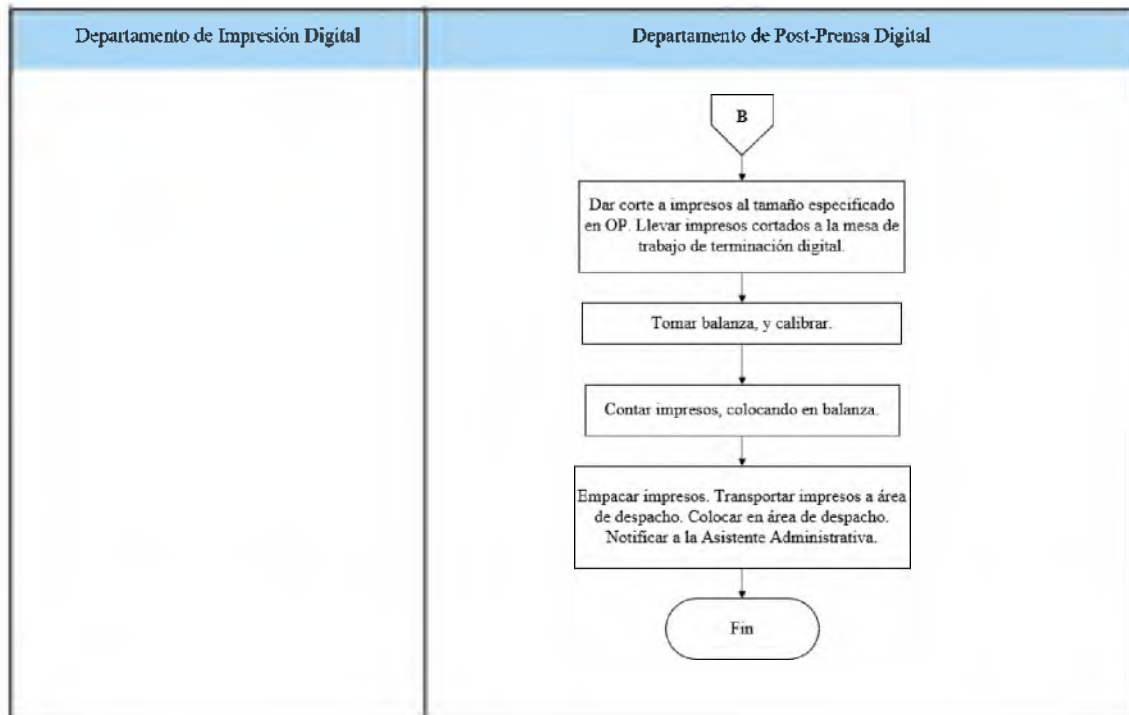 Departamento de Impresión Digital
Departamento de Post-Prensa Digital
B
Dar corte a impresos al tamaño especificado
en OP. Llevar impresos cortados a la mesa de
trabajo de terminación digital.
Tomar balanza, y calibrar.
Contar impresos, colocando en balanza.
Empacar impresos. Transportar impresos a área
de despacho. Colocar en área de despacho.
Notificar a la Asistente Administrativa.
Fin